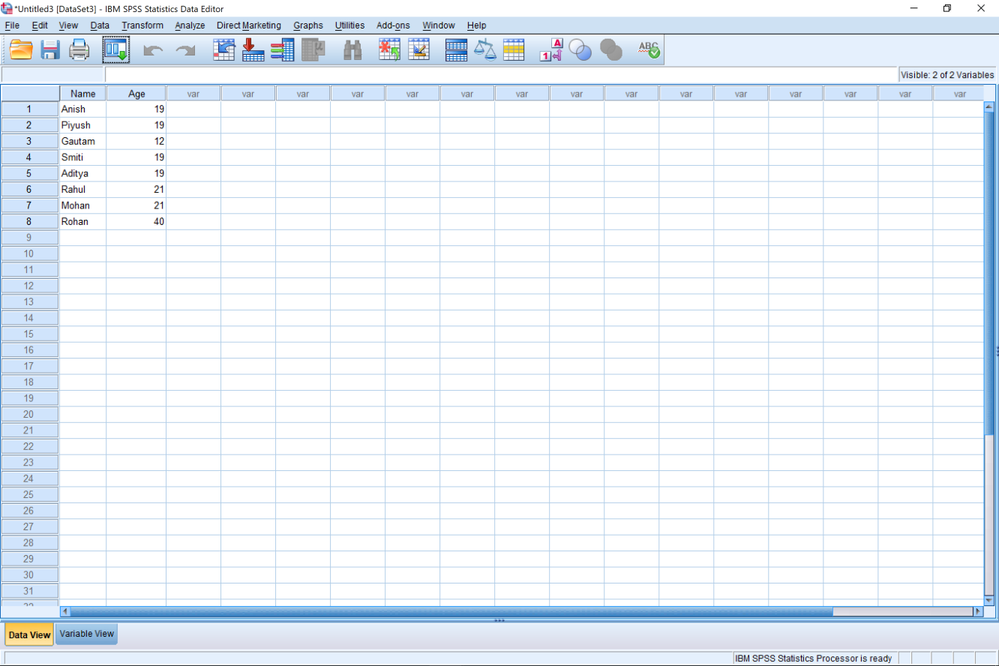 *Untitled3 [DataSet3] - IBM SPSS Statistics Data Editor
File Edit View Data Transform Analyze Direct Marketing Graphs Utilities Add-ons Window Help
A
1
ABC
Visible: 2 of 2 Variables
Name Age var var var var var var var var var var var var var var var
1 Anish 19
2 Piyush 19
3 Gautam 12
4 Smiti 19
5 Aditya 19
6 Rahul 21
7 Mohan 21
8 Rohan 40
9
10
11
12
13
14
15
16
17
18
19
20
21
22
23
24
25
26
27
28
29
30
31
32
Data View Variable View
IBM SPSS Statistics Processor is ready